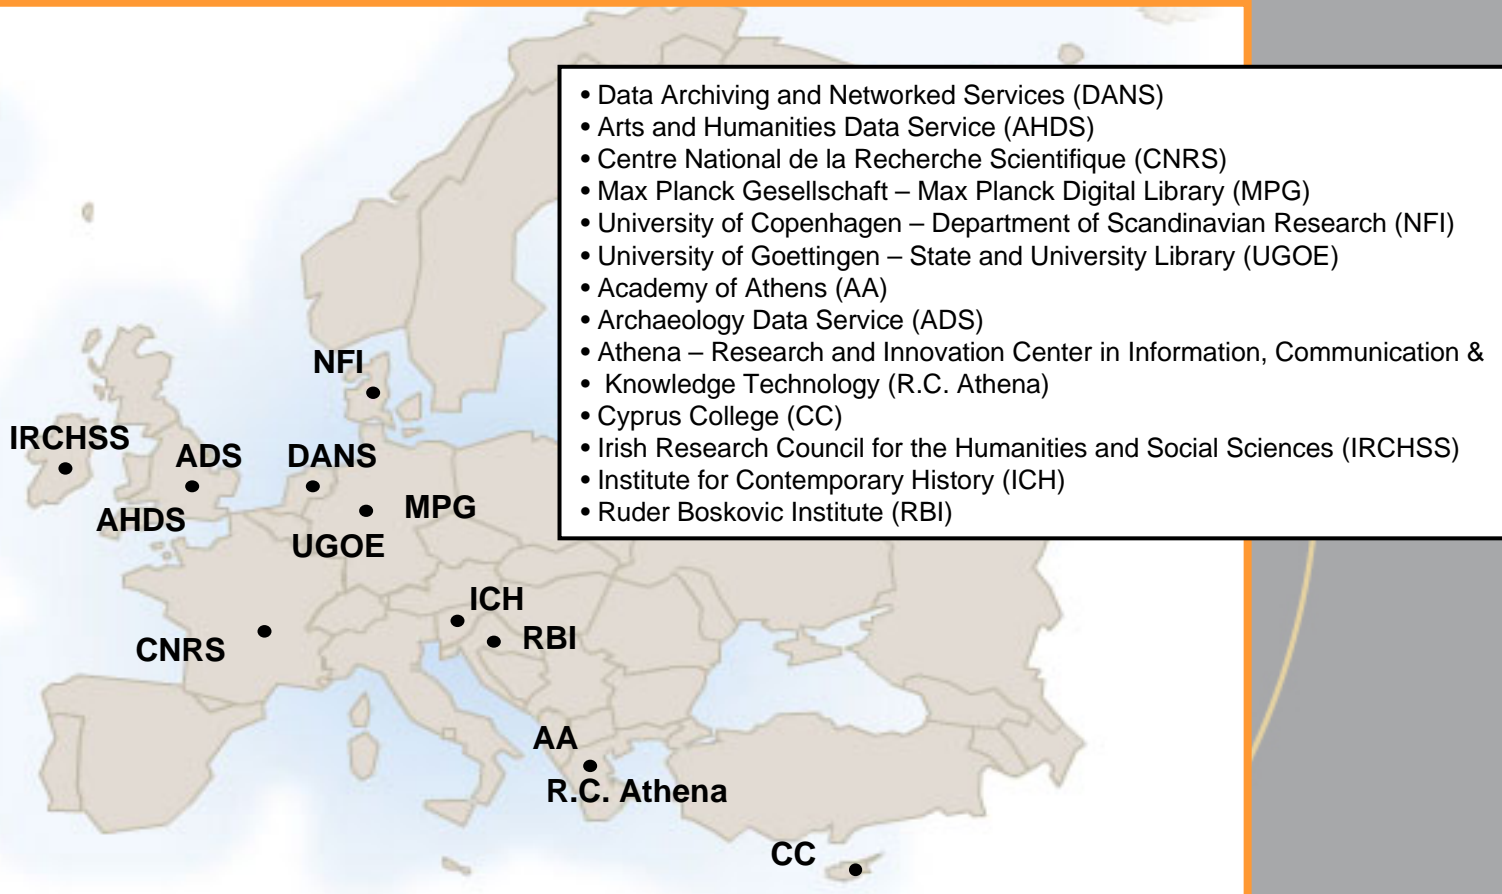 • Data Archiving and Networked Services (DANS)
• Arts and Humanities Data Service (AHDS)
• Centre National de la Recherche Scientifique (CNRS)
• Max Planck Gesellschaft – Max Planck Digital Library (MPG)
• University of Copenhagen – Department of Scandinavian Research (NFI)
• University of Goettingen – State and University Library (UGOE)
• Academy of Athens (AA)
• Archaeology Data Service (ADS)
• Athena – Research and Innovation Center in Information, Communication &
• Knowledge Technology (R.C. Athena)
• Cyprus College (CC)
• Irish Research Council for the Humanities and Social Sciences (IRCHSS)
• Institute for Contemporary History (ICH)
• Ruder Boskovic Institute (RBI)
NFI
IRCHSS
ADS
DANS
AHDS
MPG
UGOE
ICH
RBI
CNRS
AA
R.C. Athena
CC